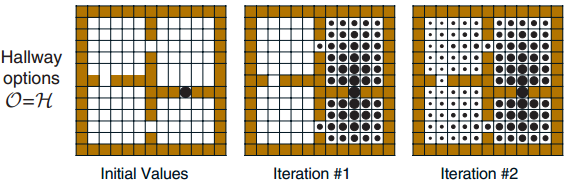 Hallway
options
𝒪=ℋ
Initial Values
Iteration #1
Iteration #2